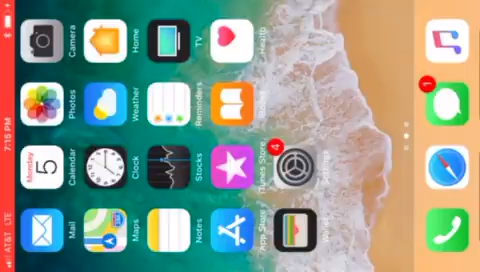 AT&T LTE 7:15 PM
Monday
5
Mail Calendar Photos Camera
Maps Clock Weather Home
Notes Stocks Reminders TV
App Store iTunes Store Health
4
Wallet Settings
1